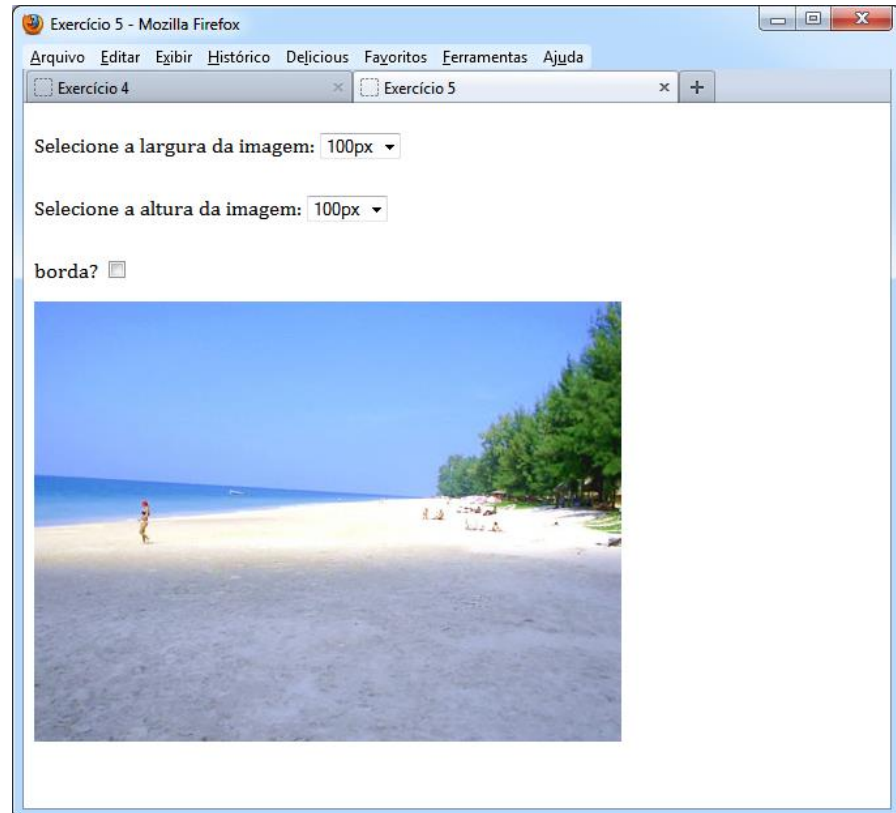 Exercício 5 - Mozilla Firefox
Arquivo Editar Exibir Histórico Delicious Favoritos Ferramentas Ajuda
Exercício 4 Exercício 5
Selecione a largura da imagem: 100px
Selecione a altura da imagem: 100px
borda?